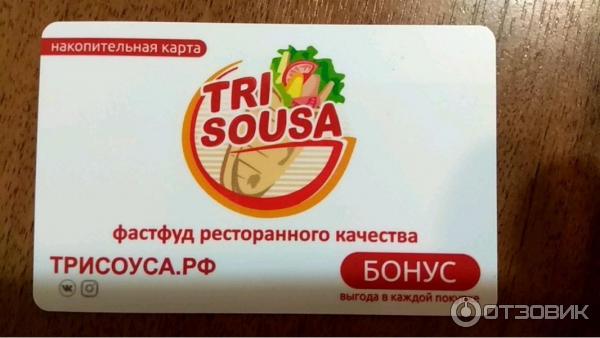 накопительная карта
TRI
SOUSA
фастфуд ресторанного качества
ТРИСОУСА.РФ
БОНУС
выгода в каждой покупке
ОТЗОВИК